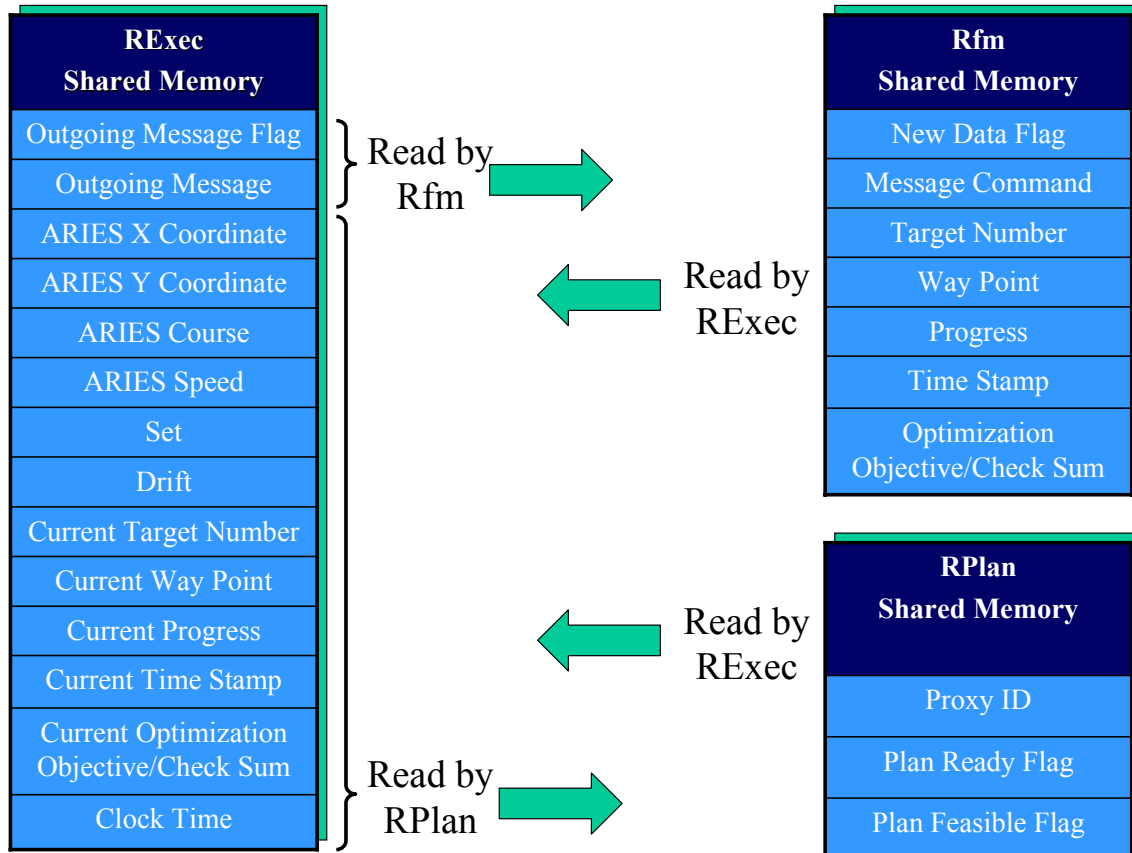 RExec
Shared Memory
Outgoing Message Flag
Outgoing Message
ARIES X Coordinate
ARIES Y Coordinate
ARIES Course
ARIES Speed
Set
Drift
Current Target Number
Current Way Point
Current Progress
Current Time Stamp
Current Optimization
Objective/Check Sum
Clock Time
Read by
Rfm
Read by
RExec
Read by
RExec
Read by
RPlan
Rfm
Shared Memory
New Data Flag
Message Command
Target Number
Way Point
Progress
Time Stamp
Optimization
Objective/Check Sum
RPlan
Shared Memory
Proxy ID
Plan Ready Flag
Plan Feasible Flag